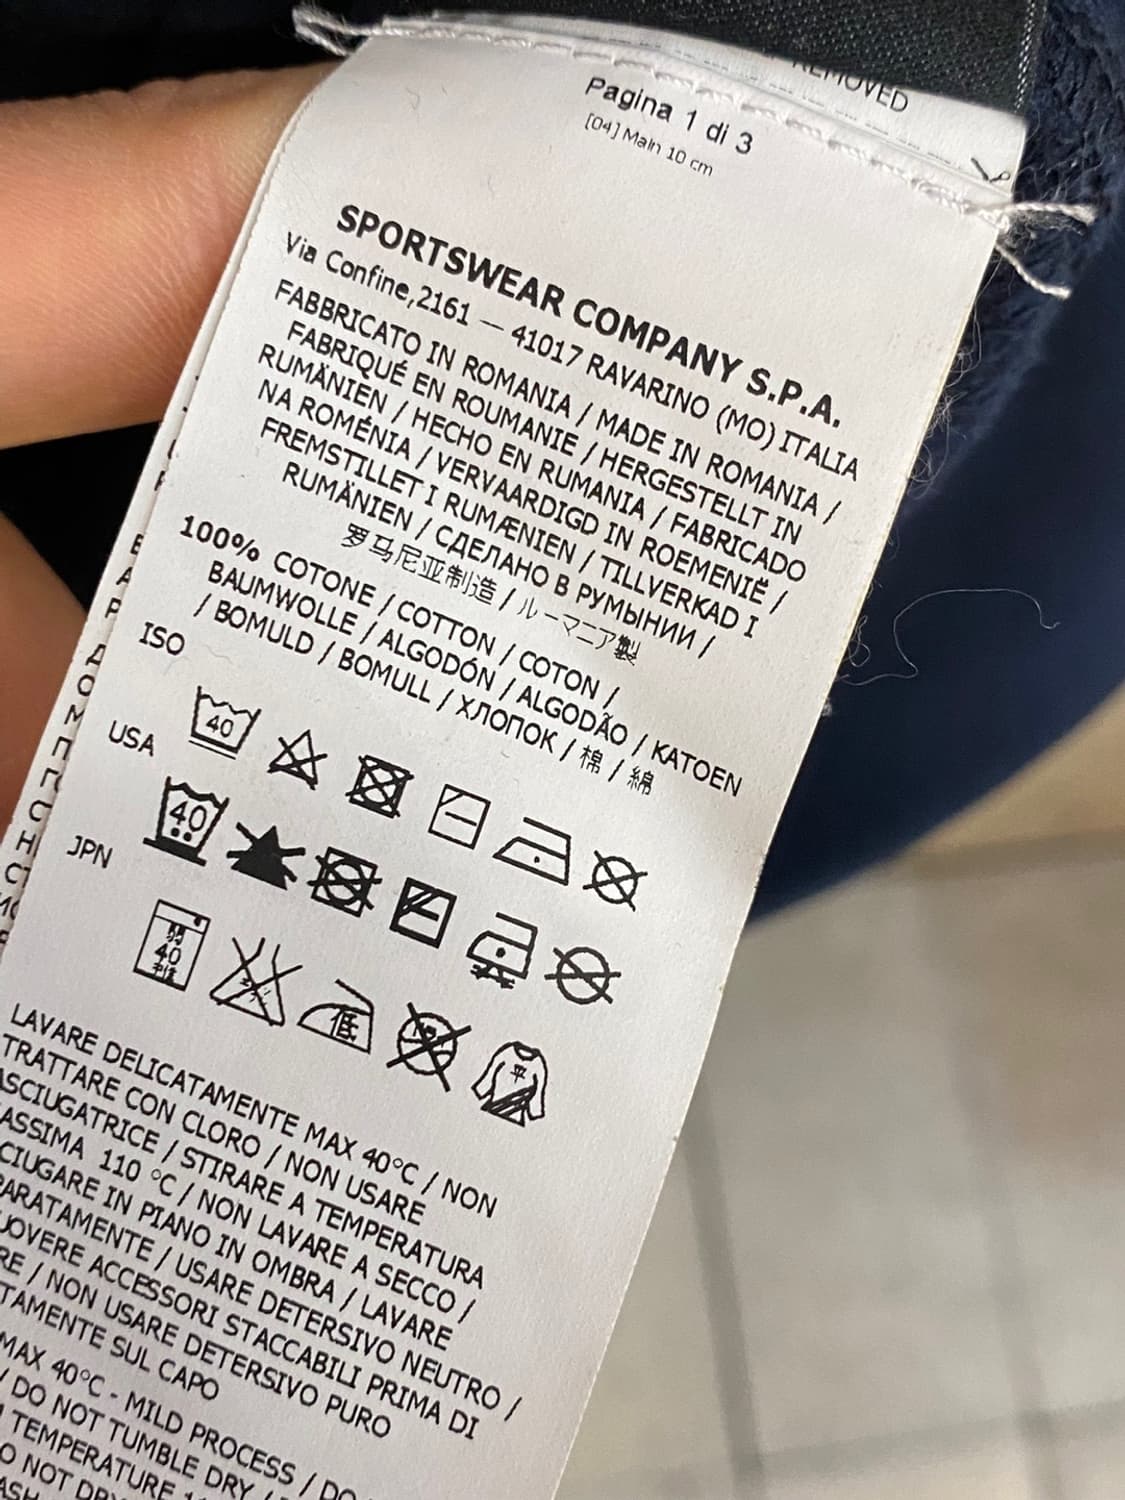 REMOVED
Pagina 1 di 3
[04] Main 10 cm
SPORTSWEAR COMPANY S.P.A.
Via Confine,2161 — 41017 RAVARINO (MO) ITALIA
FABBRICATO IN ROMANIA / MADE IN ROMANIA /
FABRIQUÉ EN ROUMANIE / HERGESTELLT IN
RUMÄNIEN / HECHO EN RUMANIA / FABRICADO
NA ROMÉNIA / VERVAARDIGD IN ROEMENIË /
FREMSTILLET I RUMÆNIEN / TILLVERKAD I
RUMÄNIEN / СДЕЛАНО В РУМЫНИИ /
罗马尼亚制造 / ルーマニア製
100% COTONE / COTTON / COTON /
BAUMWOLLE / ALGODÓN / ALGODÃO / KATOEN
/ BOMULD / BOMULL / ХЛОПОК / 棉 / 綿
ISO
40
USA
40
JPN
弱
40
低
平
LAVARE DELICATAMENTE MAX 40°C / NON
TRATTARE CON CLORO / NON USARE
ASCIUGATRICE / STIRARE A TEMPERATURA
ASSIMA 110 °C / NON LAVARE A SECCO /
CIUGARE IN PIANO IN OMBRA / LAVARE
PARATAMENTE / USARE DETERSIVO NEUTRO /
UOVERE ACCESSORI STACCABILI PRIMA DI
RE / NON USARE DETERSIVO PURO
TAMENTE SUL CAPO
MAX 40°C - MILD PROCESS / DO
/ DO NOT TUMBLE DRY /
TEMPERATURE
O NOT DRY